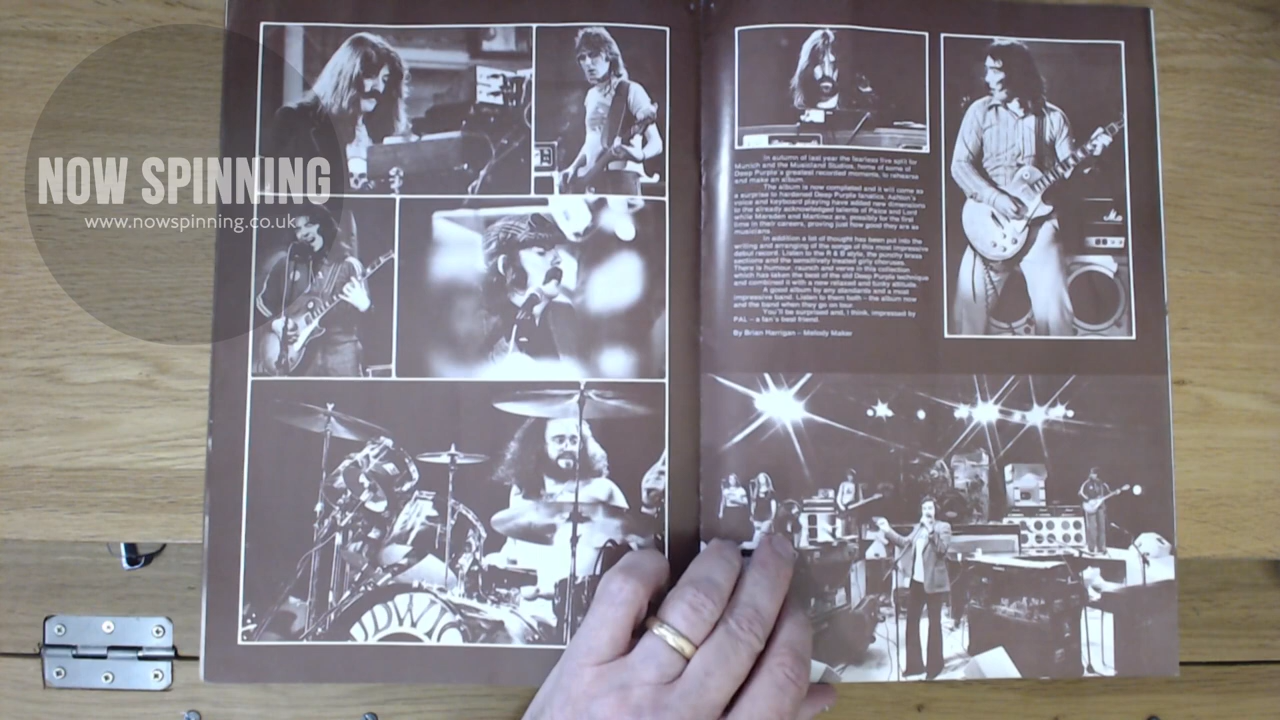 NOW SPINNING
www.nowspinning.co.uk
In autumn of last year the fearless five split for
Munich and the Musicland Studios, home of some of
Deep Purple's greatest recorded moments, to rehearse
and make an album.
The album is now completed and it will come as
a surprise to hardened Deep Purple fanatics. Ashton's
voice and keyboard playing have added new dimensions
to the already acknowledged talents of Paice and Lord
while Marsden and Martinez are, possibly for the first
time in their careers, proving just how good they are as
musicians.
In addition a lot of thought has been put into the
writing and arranging of the songs of this most impressive
debut record. Listen to the R & B style, the punchy brass
sections and the sensitively treated girly choruses.
There is humour, raunch and verve in this collection
which has taken the best of the old Deep Purple technique
and combined it with a new relaxed and funky attitude.
A good album by any standards and a most
impressive band. Listen to them both – the album now
and the band when they go on tour.
You'll be surprised and, I think, impressed by
PAL – a fan's best friend.
By Brian Harrigan – Melody Maker
UDWIG